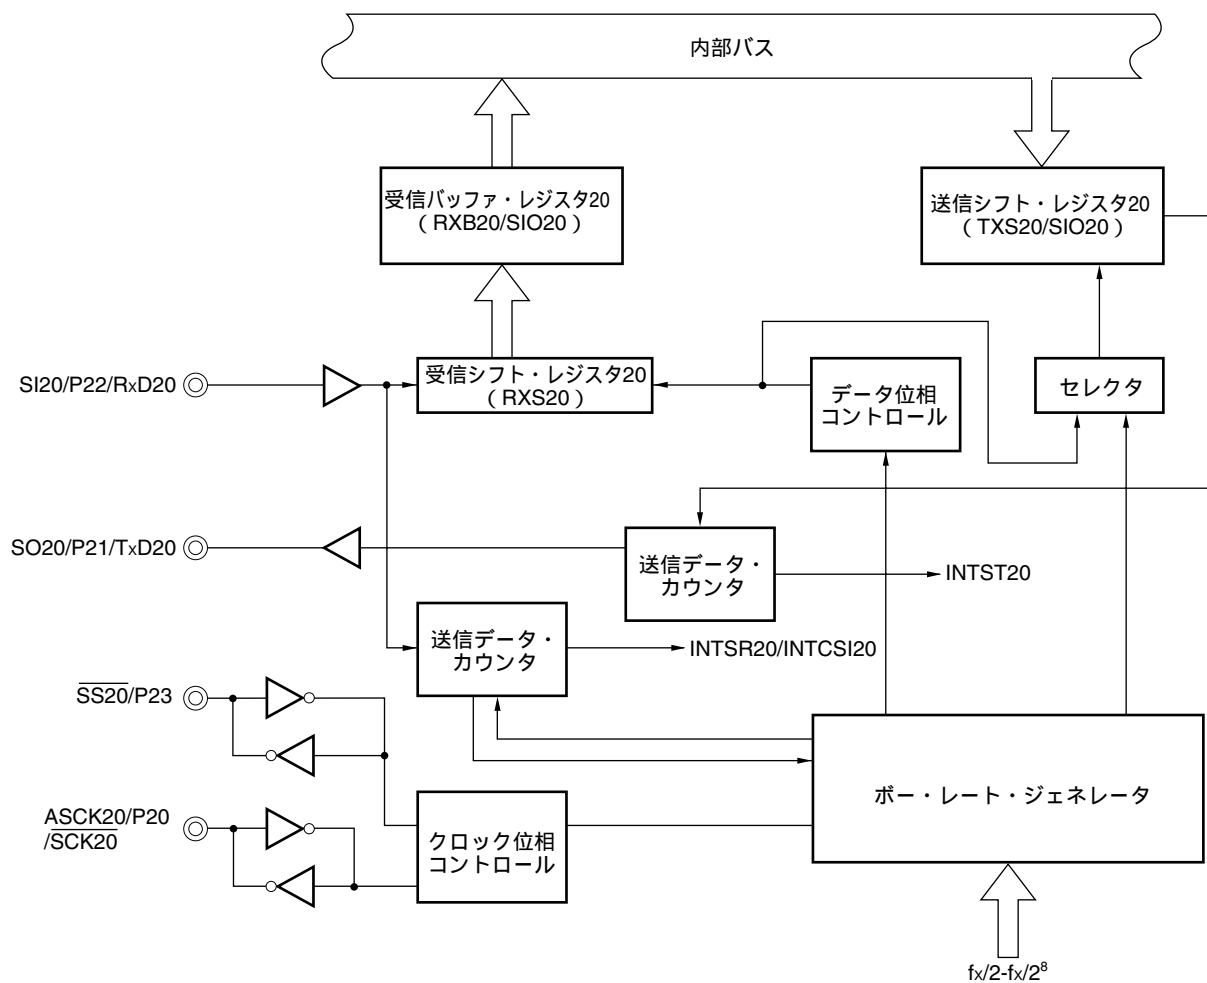 内部バス
受信バッファ・レジスタ20
（RXB20/SIO20）
送信シフト・レジスタ20
（TXS20/SIO20）
SI20/P22/RxD20
受信シフト・レジスタ20
（RXS20）
データ位相
コントロール
セレクタ
SO20/P21/TxD20
送信データ・
カウンタ
INTST20
送信データ・
カウンタ
INTSR20/INTCSI20
SS20/P23
ボー・レート・ジェネレータ
ASCK20/P20
/SCK20
クロック位相
コントロール
fx/2-fx/2⁸